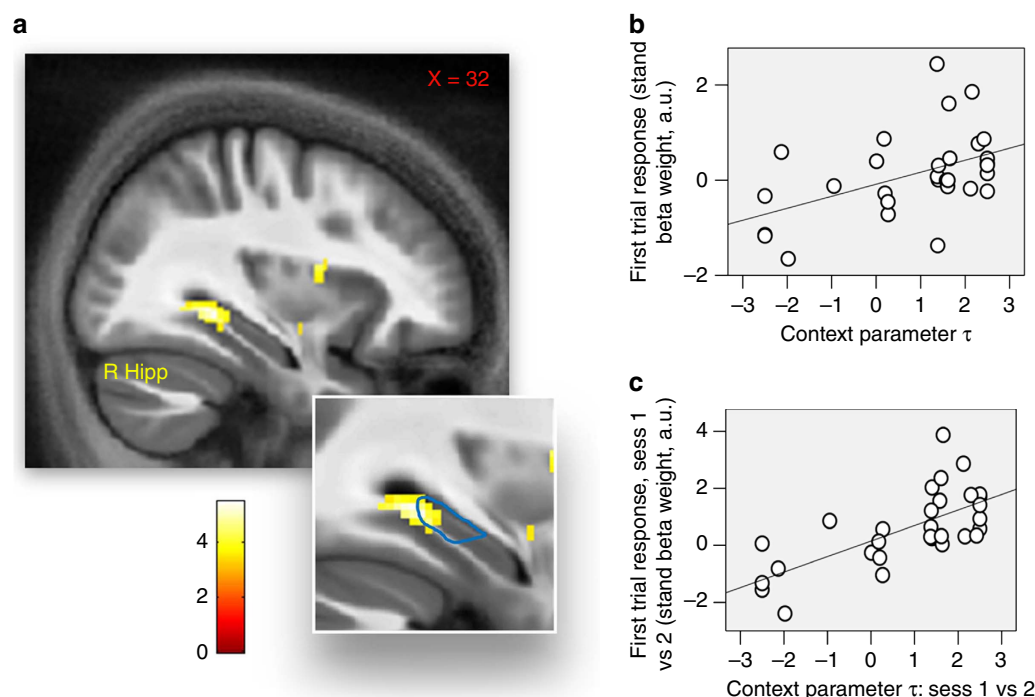 a
X = 32
R Hipp
4
2
0
b
First trial response (stand
beta weight, a.u.)
2
0
−2
−3 −2 −1 0 1 2 3
Context parameter τ
c
First trial response, sess 1
vs 2 (stand beta weight, a.u.)
4
2
0
−2
−3 −2 −1 0 1 2 3
Context parameter τ: sess 1 vs 2